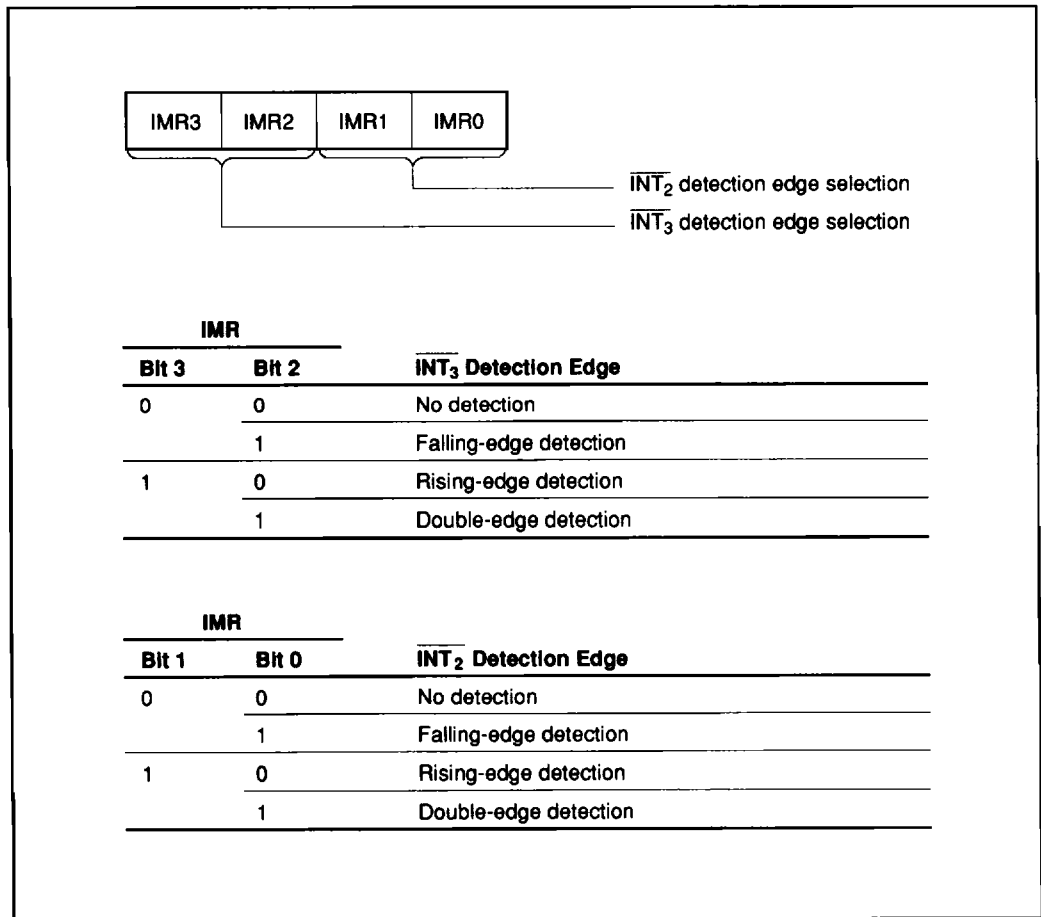 IMR3 IMR2 IMR1 IMR0
INT2 detection edge selection
INT3 detection edge selection
IMR
Bit 3 Bit 2 INT3 Detection Edge
0 0 No detection
1 Falling-edge detection
1 0 Rising-edge detection
1 Double-edge detection
IMR
Bit 1 Bit 0 INT2 Detection Edge
0 0 No detection
1 Falling-edge detection
1 0 Rising-edge detection
1 Double-edge detection